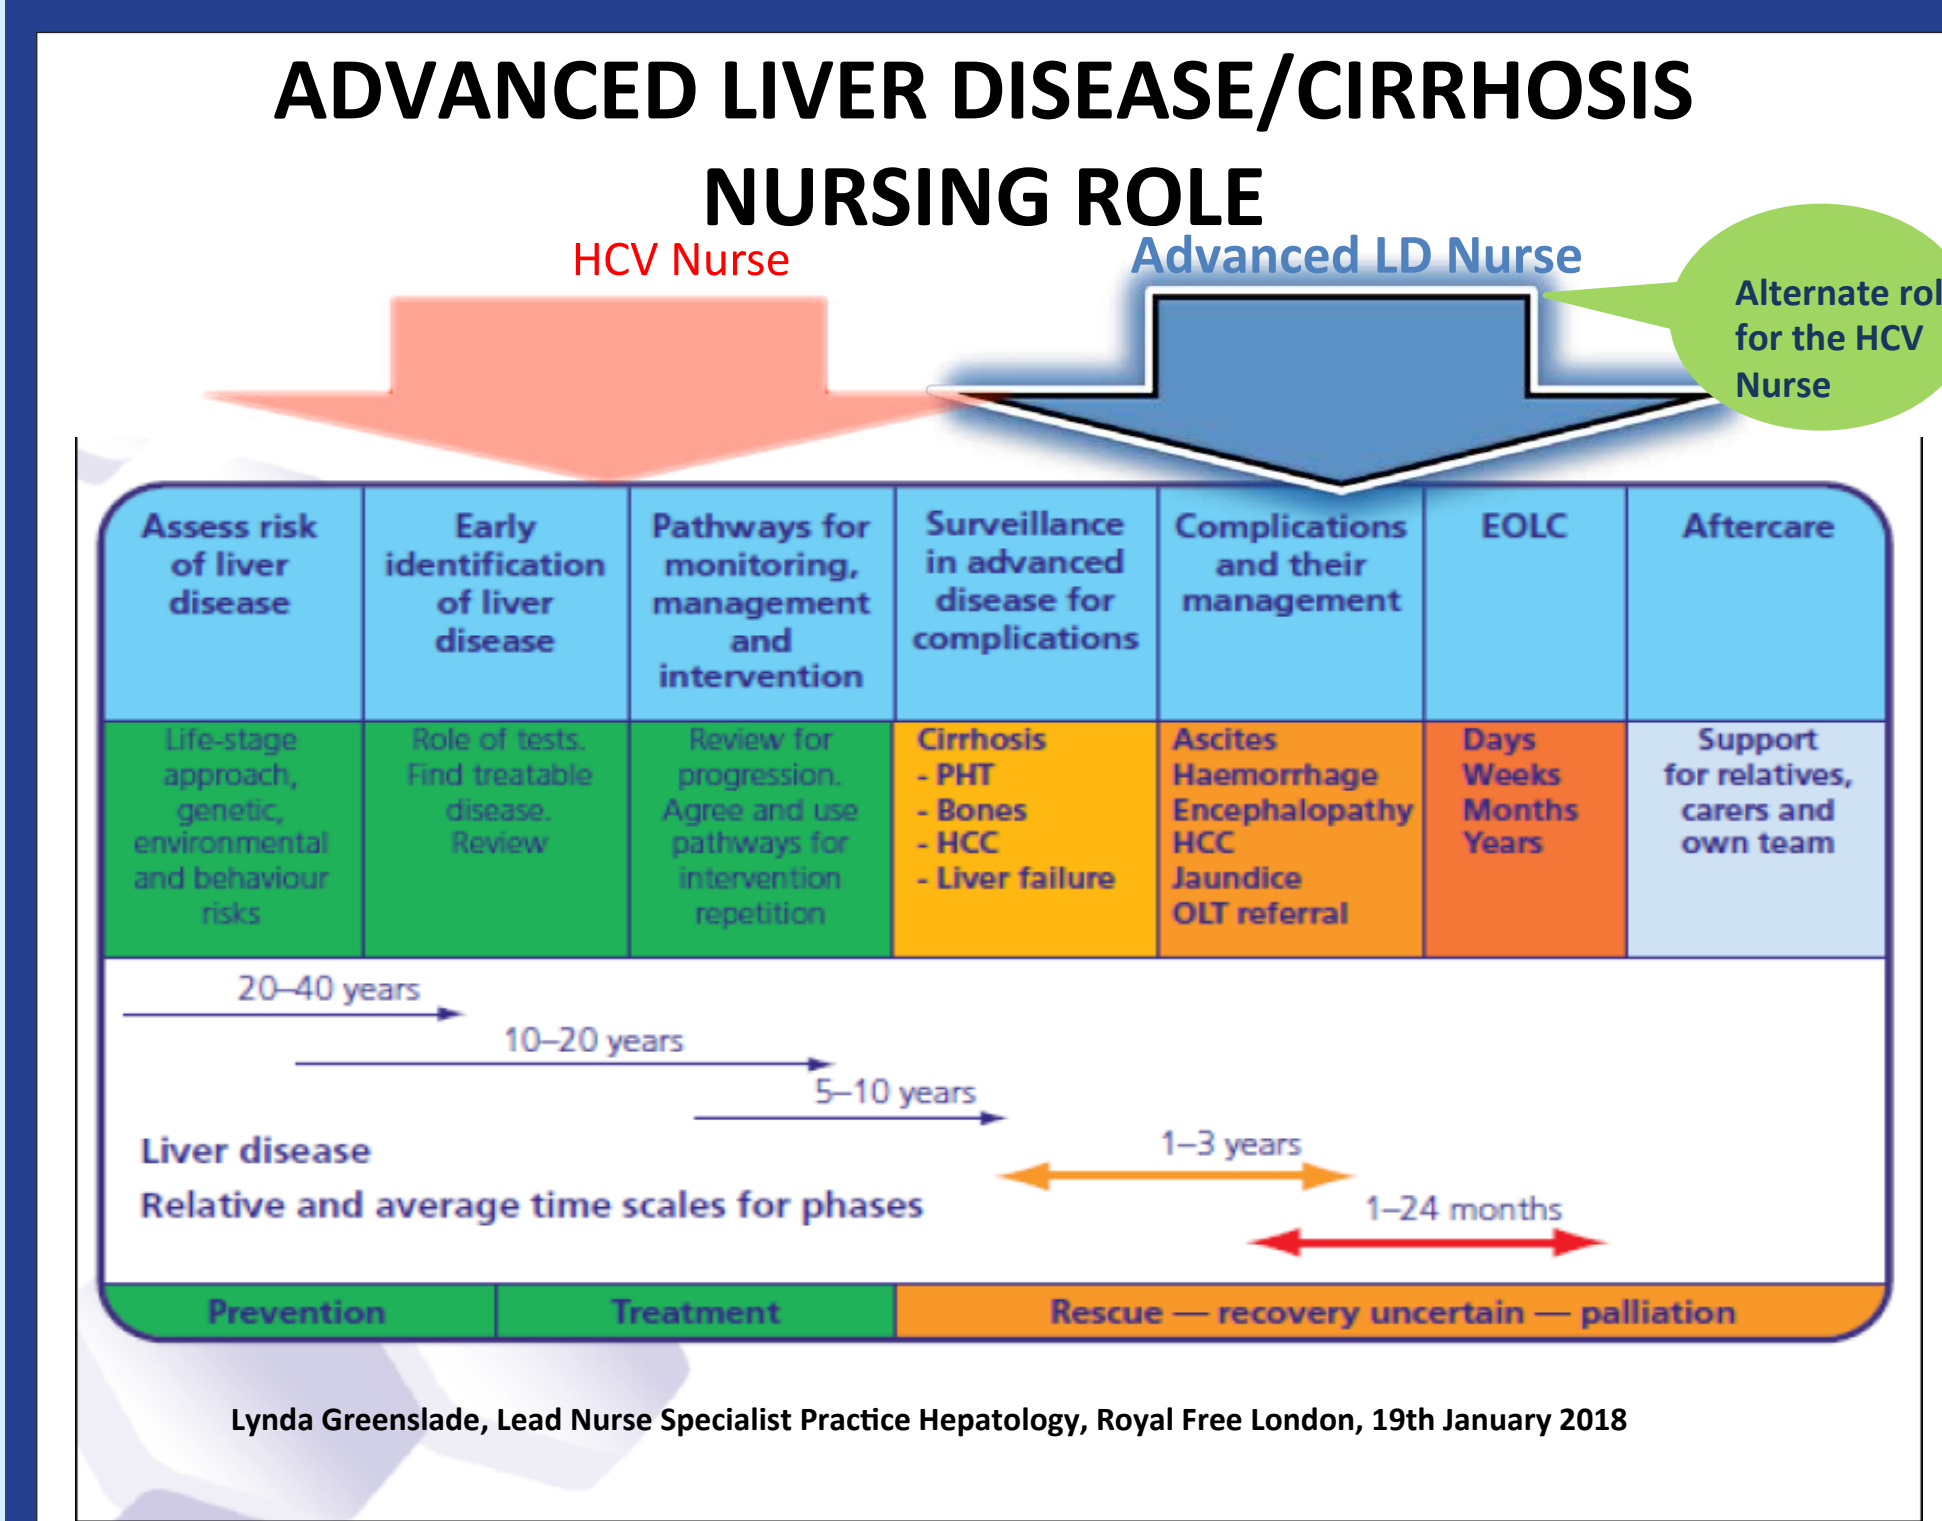 ADVANCED LIVER DISEASE/CIRRHOSIS
NURSING ROLE
HCV Nurse
Advanced LD Nurse
Alternate rol
for the HCV
Nurse
Assess risk
of liver
disease
Early
identification
of liver
disease
Pathways for
monitoring,
management
and
intervention
Surveillance
in advanced
disease for
complications
Complications
and their
management
EOLC
Aftercare
Life-stage
approach,
genetic,
environmental
and behaviour
risks
Role of tests.
Find treatable
disease.
Review
Review for
progression.
Agree and use
pathways for
intervention
repetition
Cirrhosis
- PHT
- Bones
- HCC
- Liver failure
Ascites
Haemorrhage
Encephalopathy
HCC
Jaundice
OLT referral
Days
Weeks
Months
Years
Support
for relatives,
carers and
own team
20–40 years
10–20 years
5–10 years
1–3 years
1–24 months
Liver disease
Relative and average time scales for phases
Prevention
Treatment
Rescue — recovery uncertain — palliation
Lynda Greenslade, Lead Nurse Specialist Practice Hepatology, Royal Free London, 19th January 2018